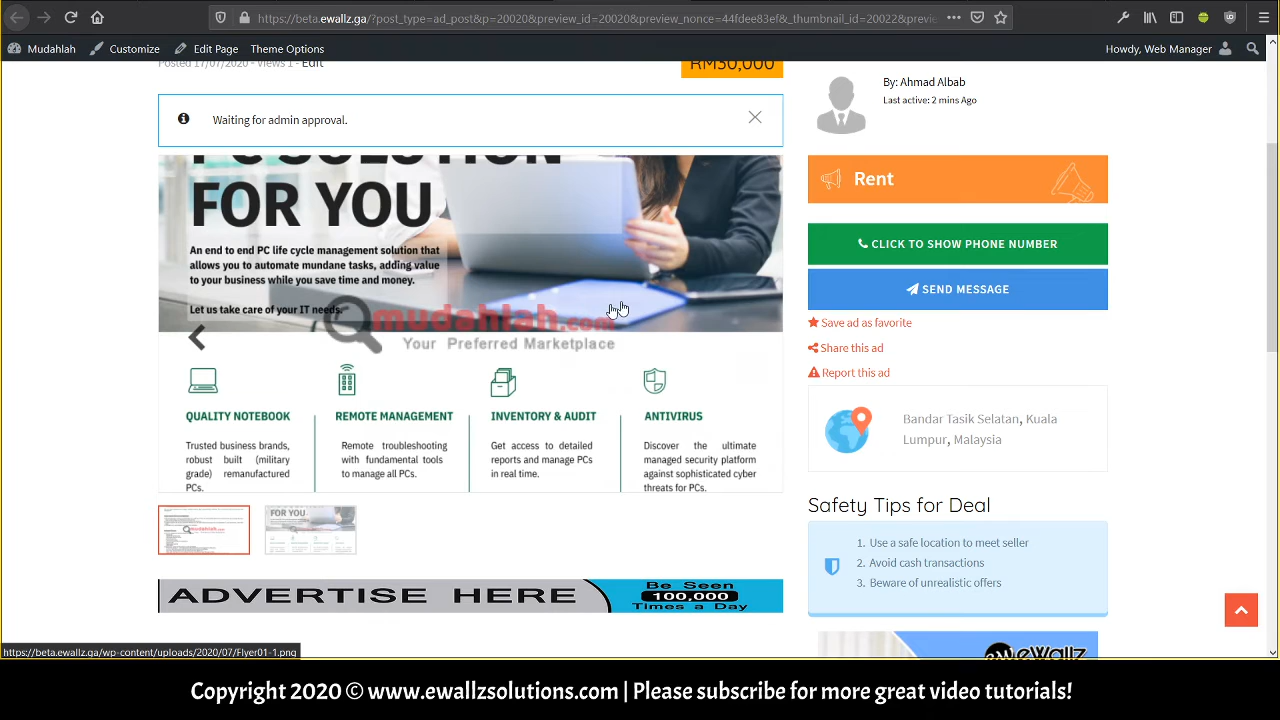 https://beta.ewallz.ga/?post_type=ad_post&p=20020&preview_id=20020&preview_nonce=44fdee83ef&_thumbnail_id=20022&previe
Mudahlah
Customize
Edit Page
Theme Options
Howdy, Web Manager
Posted 17/07/2020 - Views 1 - Edit
RM30,000
Waiting for admin approval.
PC SOLUTION
FOR YOU
An end to end PC life cycle management solution that
allows you to automate mundane tasks, adding value
to your business while you save time and money.
Let us take care of your IT needs.
mudahlah.com
Your Preferred Marketplace
QUALITY NOTEBOOK
Trusted business brands,
robust built (military
grade) remanufactured
PCs.
REMOTE MANAGEMENT
Remote troubleshooting
with fundamental tools
to manage all PCs.
INVENTORY & AUDIT
Get access to detailed
reports and manage PCs
in real time.
ANTIVIRUS
Discover the ultimate
managed security platform
against sophisticated cyber
threats for PCs.
FOR YOU
ADVERTISE HERE
Be Seen
100,000
Times a Day
By: Ahmad Albab
Last active: 2 mins Ago
Rent
CLICK TO SHOW PHONE NUMBER
SEND MESSAGE
Save ad as favorite
Share this ad
Report this ad
Bandar Tasik Selatan, Kuala
Lumpur, Malaysia
Safety Tips for Deal
1. Use a safe location to meet seller
2. Avoid cash transactions
3. Beware of unrealistic offers
eWallz
https://beta.ewallz.ga/wp-content/uploads/2020/07/Flyer01-1.png
Copyright 2020 © www.ewallzsolutions.com | Please subscribe for more great video tutorials!